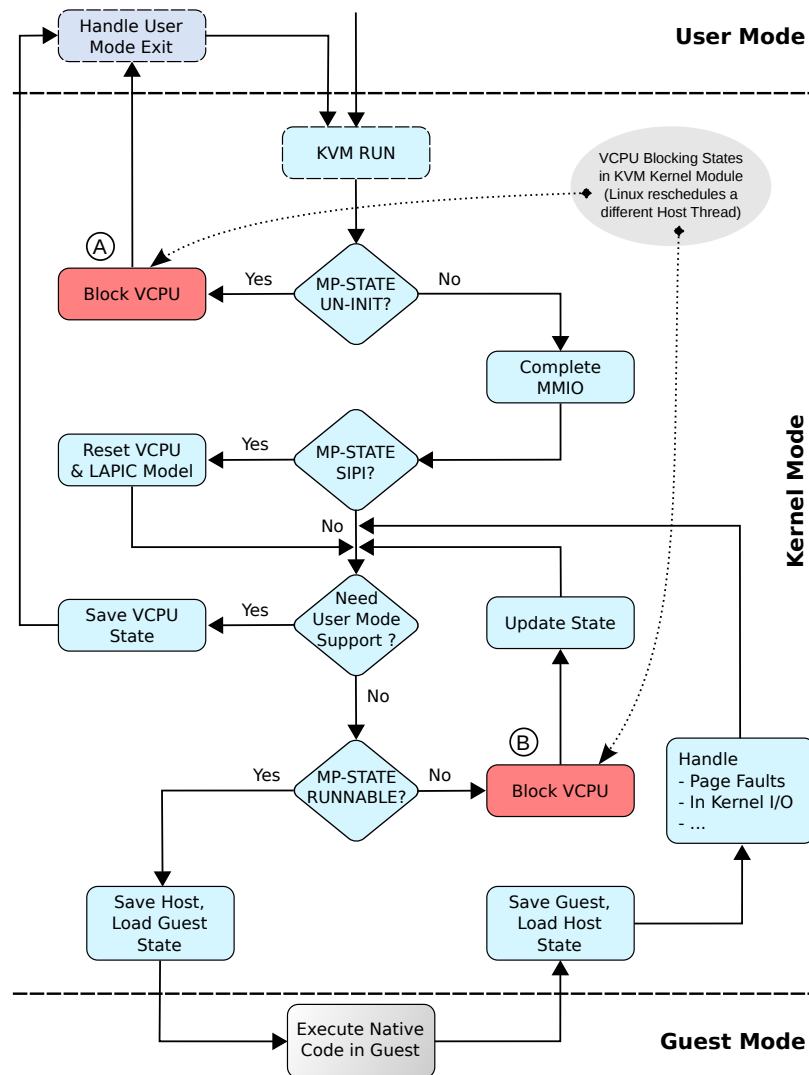 Handle User
Mode Exit
User Mode
KVM RUN
VCPU Blocking States
in KVM Kernel Module
(Linux reschedules a
different Host Thread)
A
Block VCPU
Yes
MP-STATE
UN-INIT?
No
Complete
MMIO
Kernel Mode
Reset VCPU
& LAPIC Model
Yes
MP-STATE
SIPI?
No
Save VCPU
State
Yes
Need
User Mode
Support ?
Update State
No
B
Yes
MP-STATE
RUNNABLE?
No
Block VCPU
Handle
- Page Faults
- In Kernel I/O
- ...
Save Host,
Load Guest
State
Save Guest,
Load Host
State
Execute Native
Code in Guest
Guest Mode